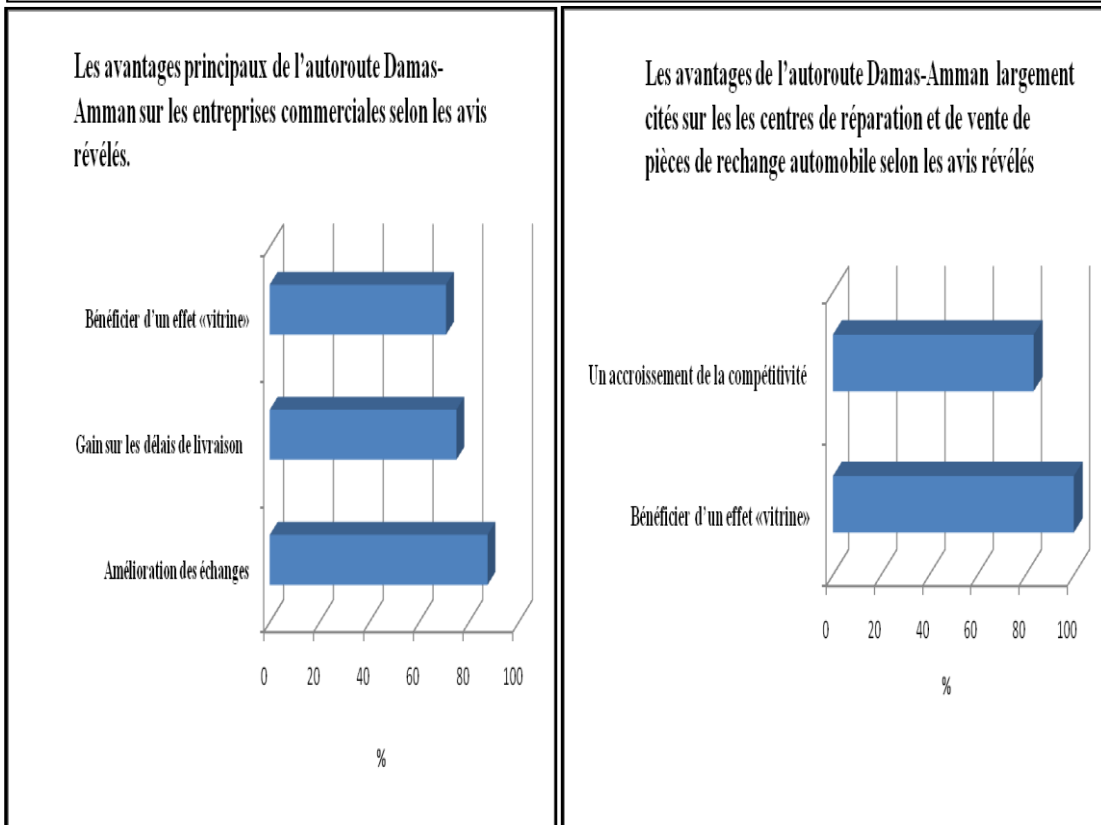 Les avantages principaux de l’autoroute Damas-
Amman sur les entreprises commerciales selon les avis
révélés.
Bénéficier d’un effet «vitrine»
Gain sur les délais de livraison
Amélioration des échanges
0 20 40 60 80 100
%
Les avantages de l’autoroute Damas-Amman largement
cités sur les les centres de réparation et de vente de
pièces de rechange automobile selon les avis révélés
Un accroissement de la compétitivité
Bénéficier d’un effet «vitrine»
0 20 40 60 80 100
%